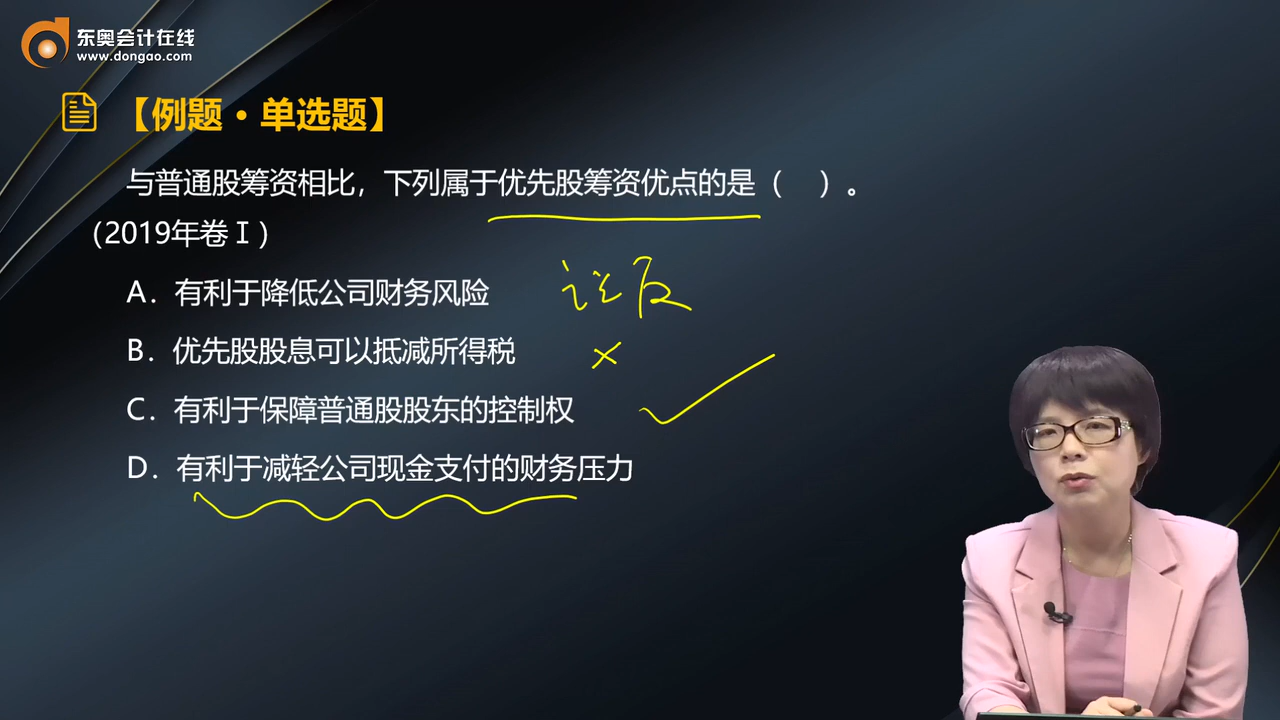 东奥会计在线
www.dongao.com
【例题·单选题】
与普通股筹资相比，下列属于优先股筹资优点的是（ ）。
（2019年卷Ⅰ）
A．有利于降低公司财务风险
说反
B．优先股股息可以抵减所得税
C．有利于保障普通股股东的控制权
D．有利于减轻公司现金支付的财务压力